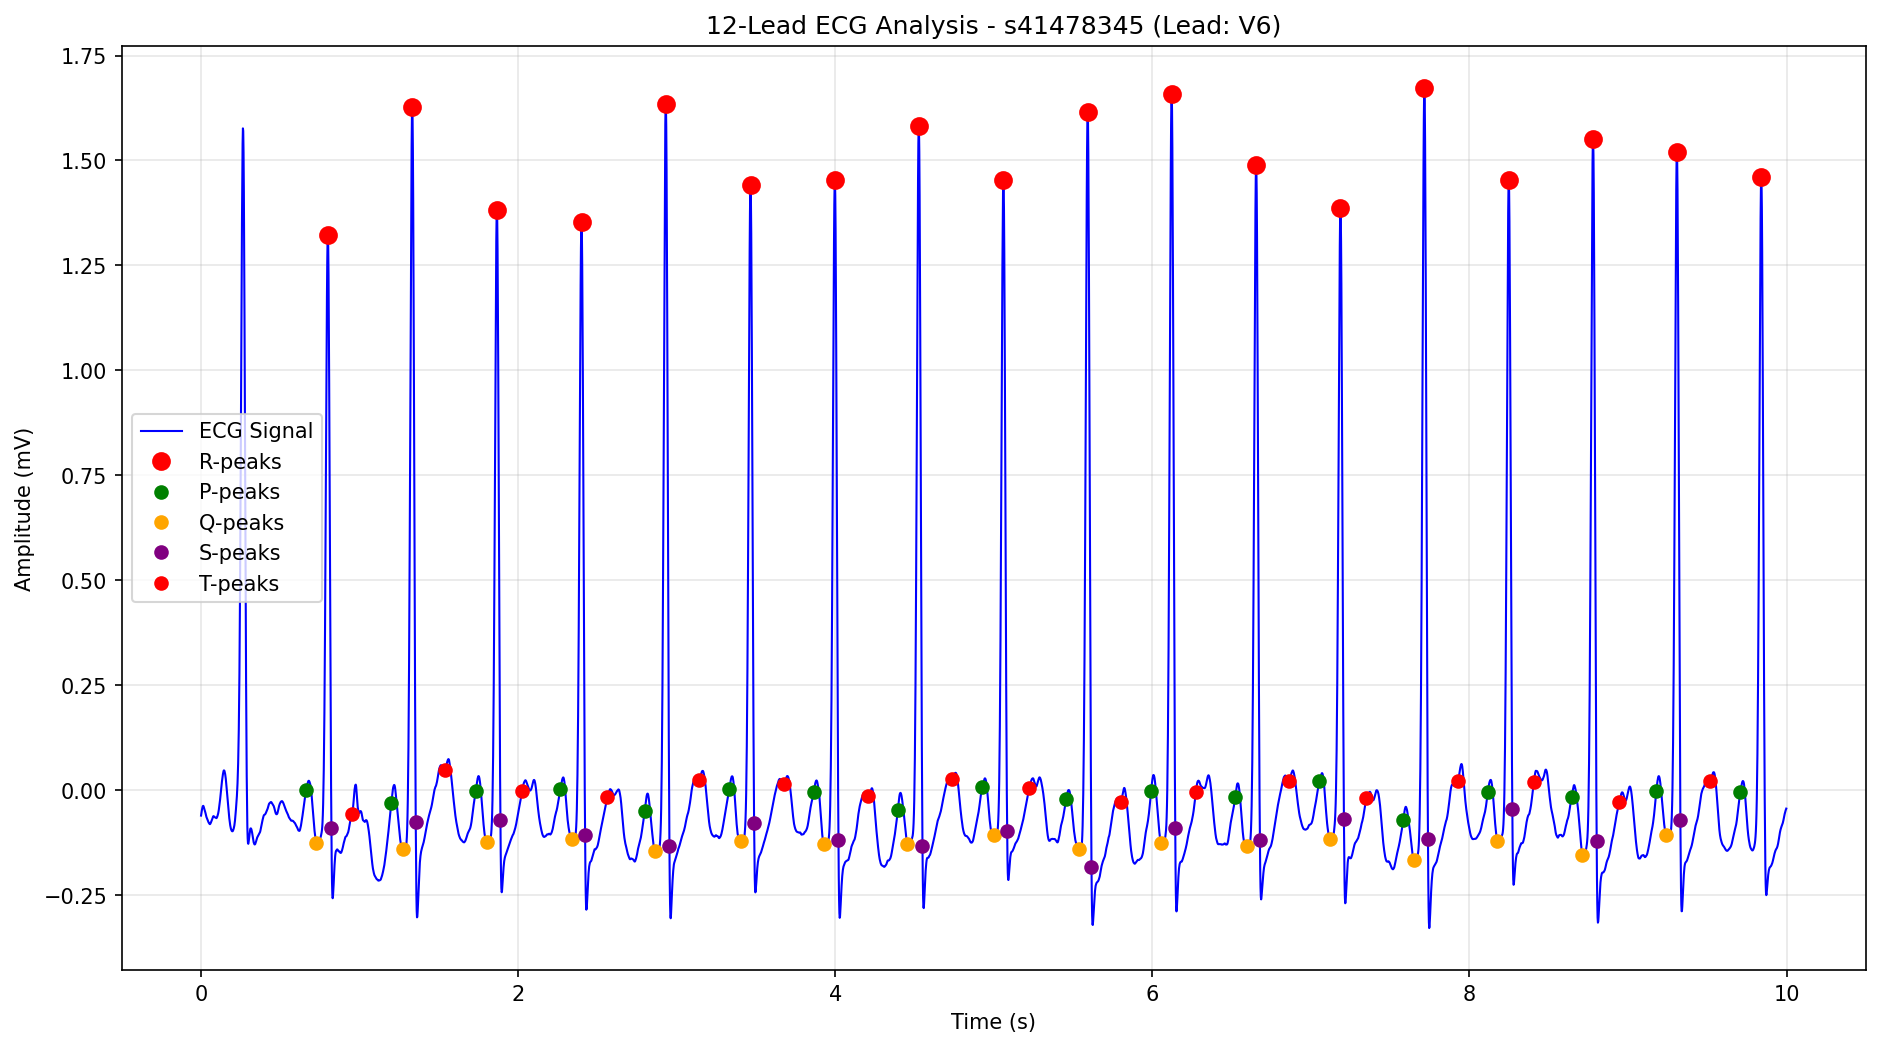 12-Lead ECG Analysis - s41478345 (Lead: V6)
1.75
1.50
1.25
1.00
0.75
0.50
0.25
0.00
−0.25
Amplitude (mV)
ECG Signal
R-peaks
P-peaks
Q-peaks
S-peaks
T-peaks
0 2 4 6 8 10
Time (s)